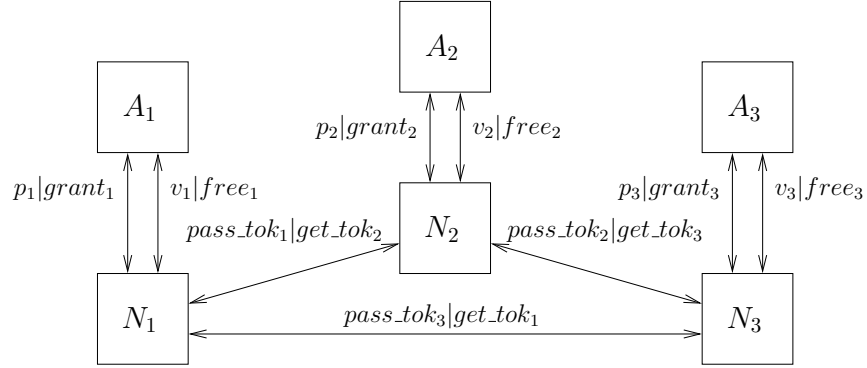 A₂
A₁
A₃
p₂|grant₂
v₂|free₂
p₁|grant₁
v₁|free₁
p₃|grant₃
v₃|free₃
N₂
pass_tok₁|get_tok₂
pass_tok₂|get_tok₃
N₁
pass_tok₃|get_tok₁
N₃